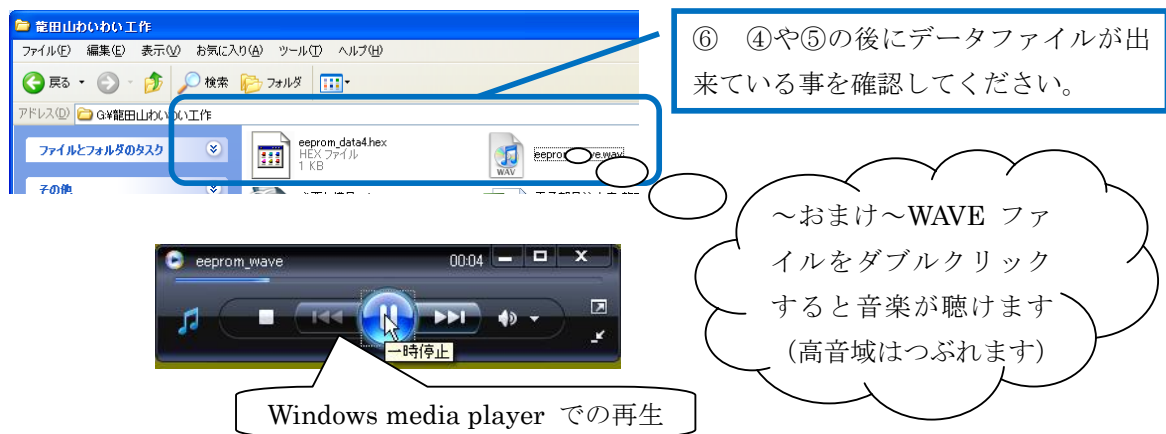 龍田山わいわい工作
ファイル(F) 編集(E) 表示(V) お気に入り(A) ツール(T) ヘルプ(H)
戻る 検索 フォルダ
アドレス(D) G:¥龍田山わいわい工作
ファイルとフォルダのタスク
eeprom_data4.hex
HEX ファイル
1 KB
WAV
その他
⑥ ④や⑤の後にデータファイルが出
来ている事を確認してください。
~おまけ~WAVE ファ
イルをダブルクリック
すると音楽が聴けます
(高音域はつぶれます)
eeprom_wave 00:04
一時停止
Windows media player での再生